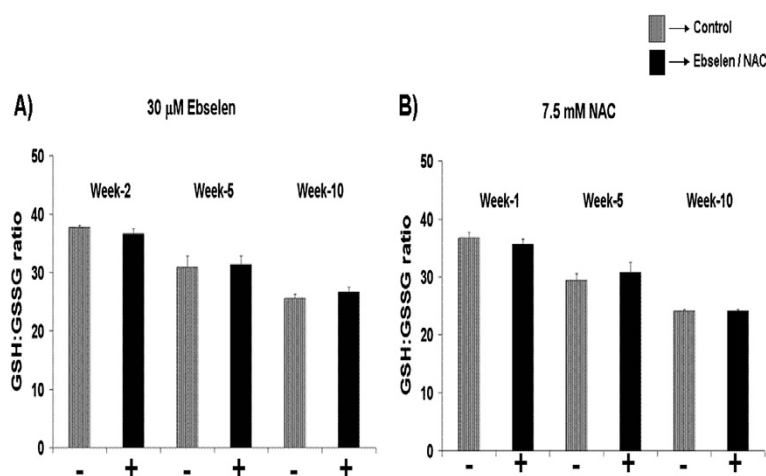 → Control
→ Ebselen / NAC
A)
30 µM Ebselen
GSH:GSSG ratio
50
40
30
20
10
0
Week-2
Week-5
Week-10
- + - + - +
B)
7.5 mM NAC
GSH:GSSG ratio
50
40
30
20
10
0
Week-1
Week-5
Week-10
- + - + - +